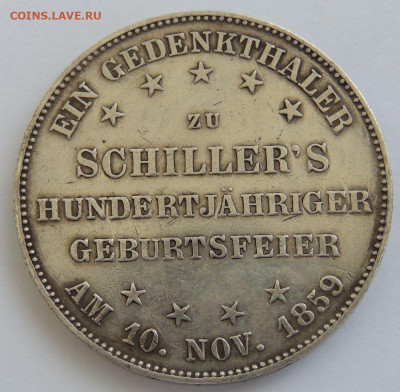 COINS.LAVE.RU
EIN GEDENKTHALER
ZU
SCHILLER'S
HUNDERTJÄHRIGER
GEBURTSFEIER
AM 10. NOV. 1859